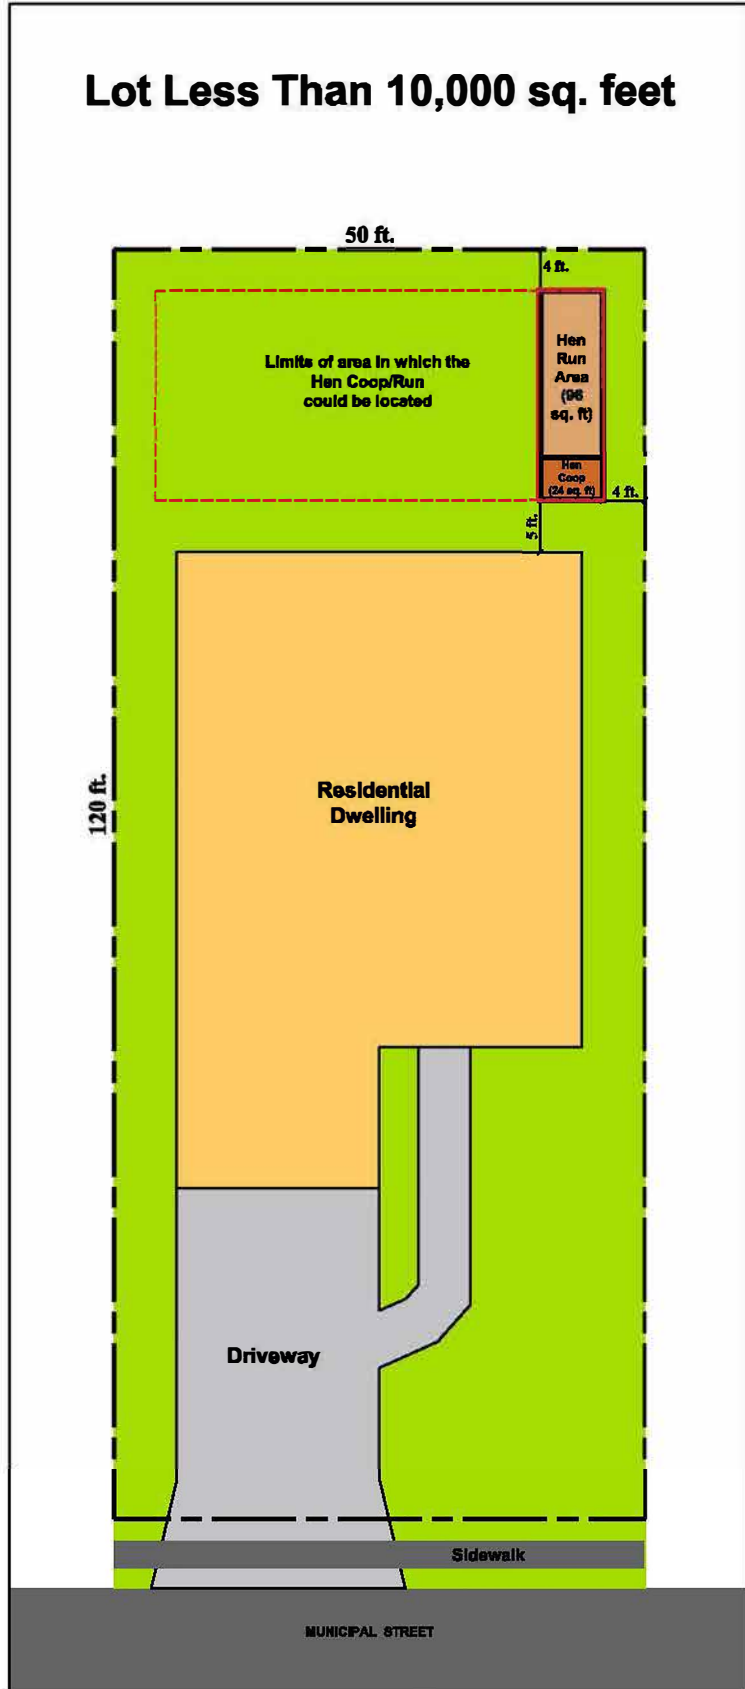 Lot Less Than 10,000 sq. feet
50 ft.
4 ft.
Hen
Run
Area
(96
sq. ft)
Limits of area in which the
Hen Coop/Run
could be located
Hen
Coop
(24 sq. ft)
4 ft.
5 ft.
120 ft.
Residential
Dwelling
Driveway
Sidewalk
MUNICIPAL STREET